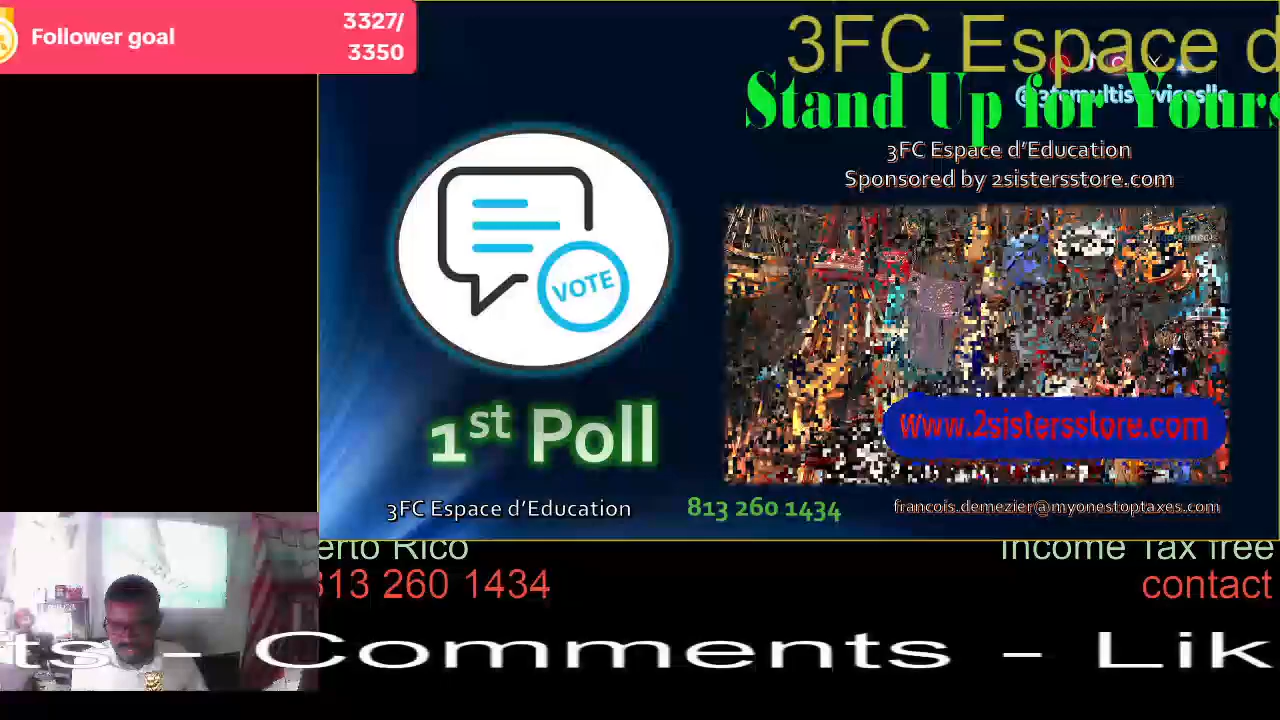 Follower goal
3327/
3350
3FC Espace d
@3fcmultiservicesllc
Stand Up for Yours
3FC Espace d'Education
Sponsored by 2sistersstore.com
VOTE
1st Poll
www.2sistersstore.com
3FC Espace d'Education
813 260 1434
francois.demezier@myonestoptaxes.com
erto Rico
Income Tax free
813 260 1434
contact
ts - Comments - Lik